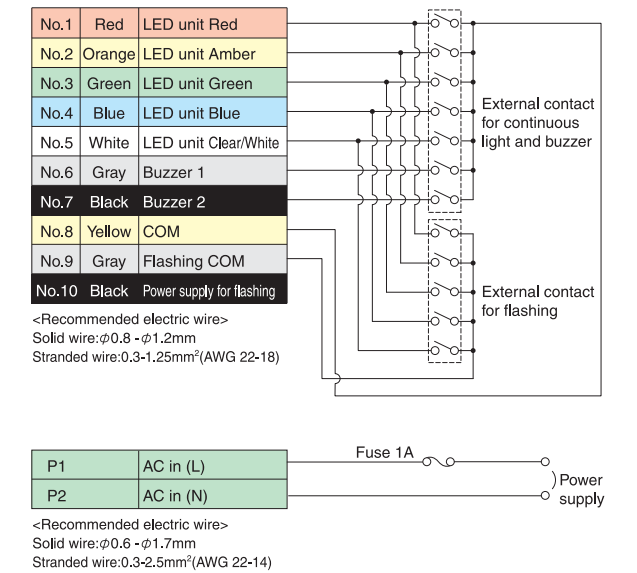 No.1 Red LED unit Red
No.2 Orange LED unit Amber
No.3 Green LED unit Green
No.4 Blue LED unit Blue
No.5 White LED unit Clear/White
No.6 Gray Buzzer 1
No.7 Black Buzzer 2
No.8 Yellow COM
No.9 Gray Flashing COM
No.10 Black Power supply for flashing
External contact
for continuous
light and buzzer
External contact
for flashing
<Recommended electric wire>
Solid wire:φ0.8 -φ1.2mm
Stranded wire:0.3-1.25mm²(AWG 22-18)
P1 AC in (L)
P2 AC in (N)
Fuse 1A
Power
supply
<Recommended electric wire>
Solid wire:φ0.6 -φ1.7mm
Stranded wire:0.3-2.5mm²(AWG 22-14)